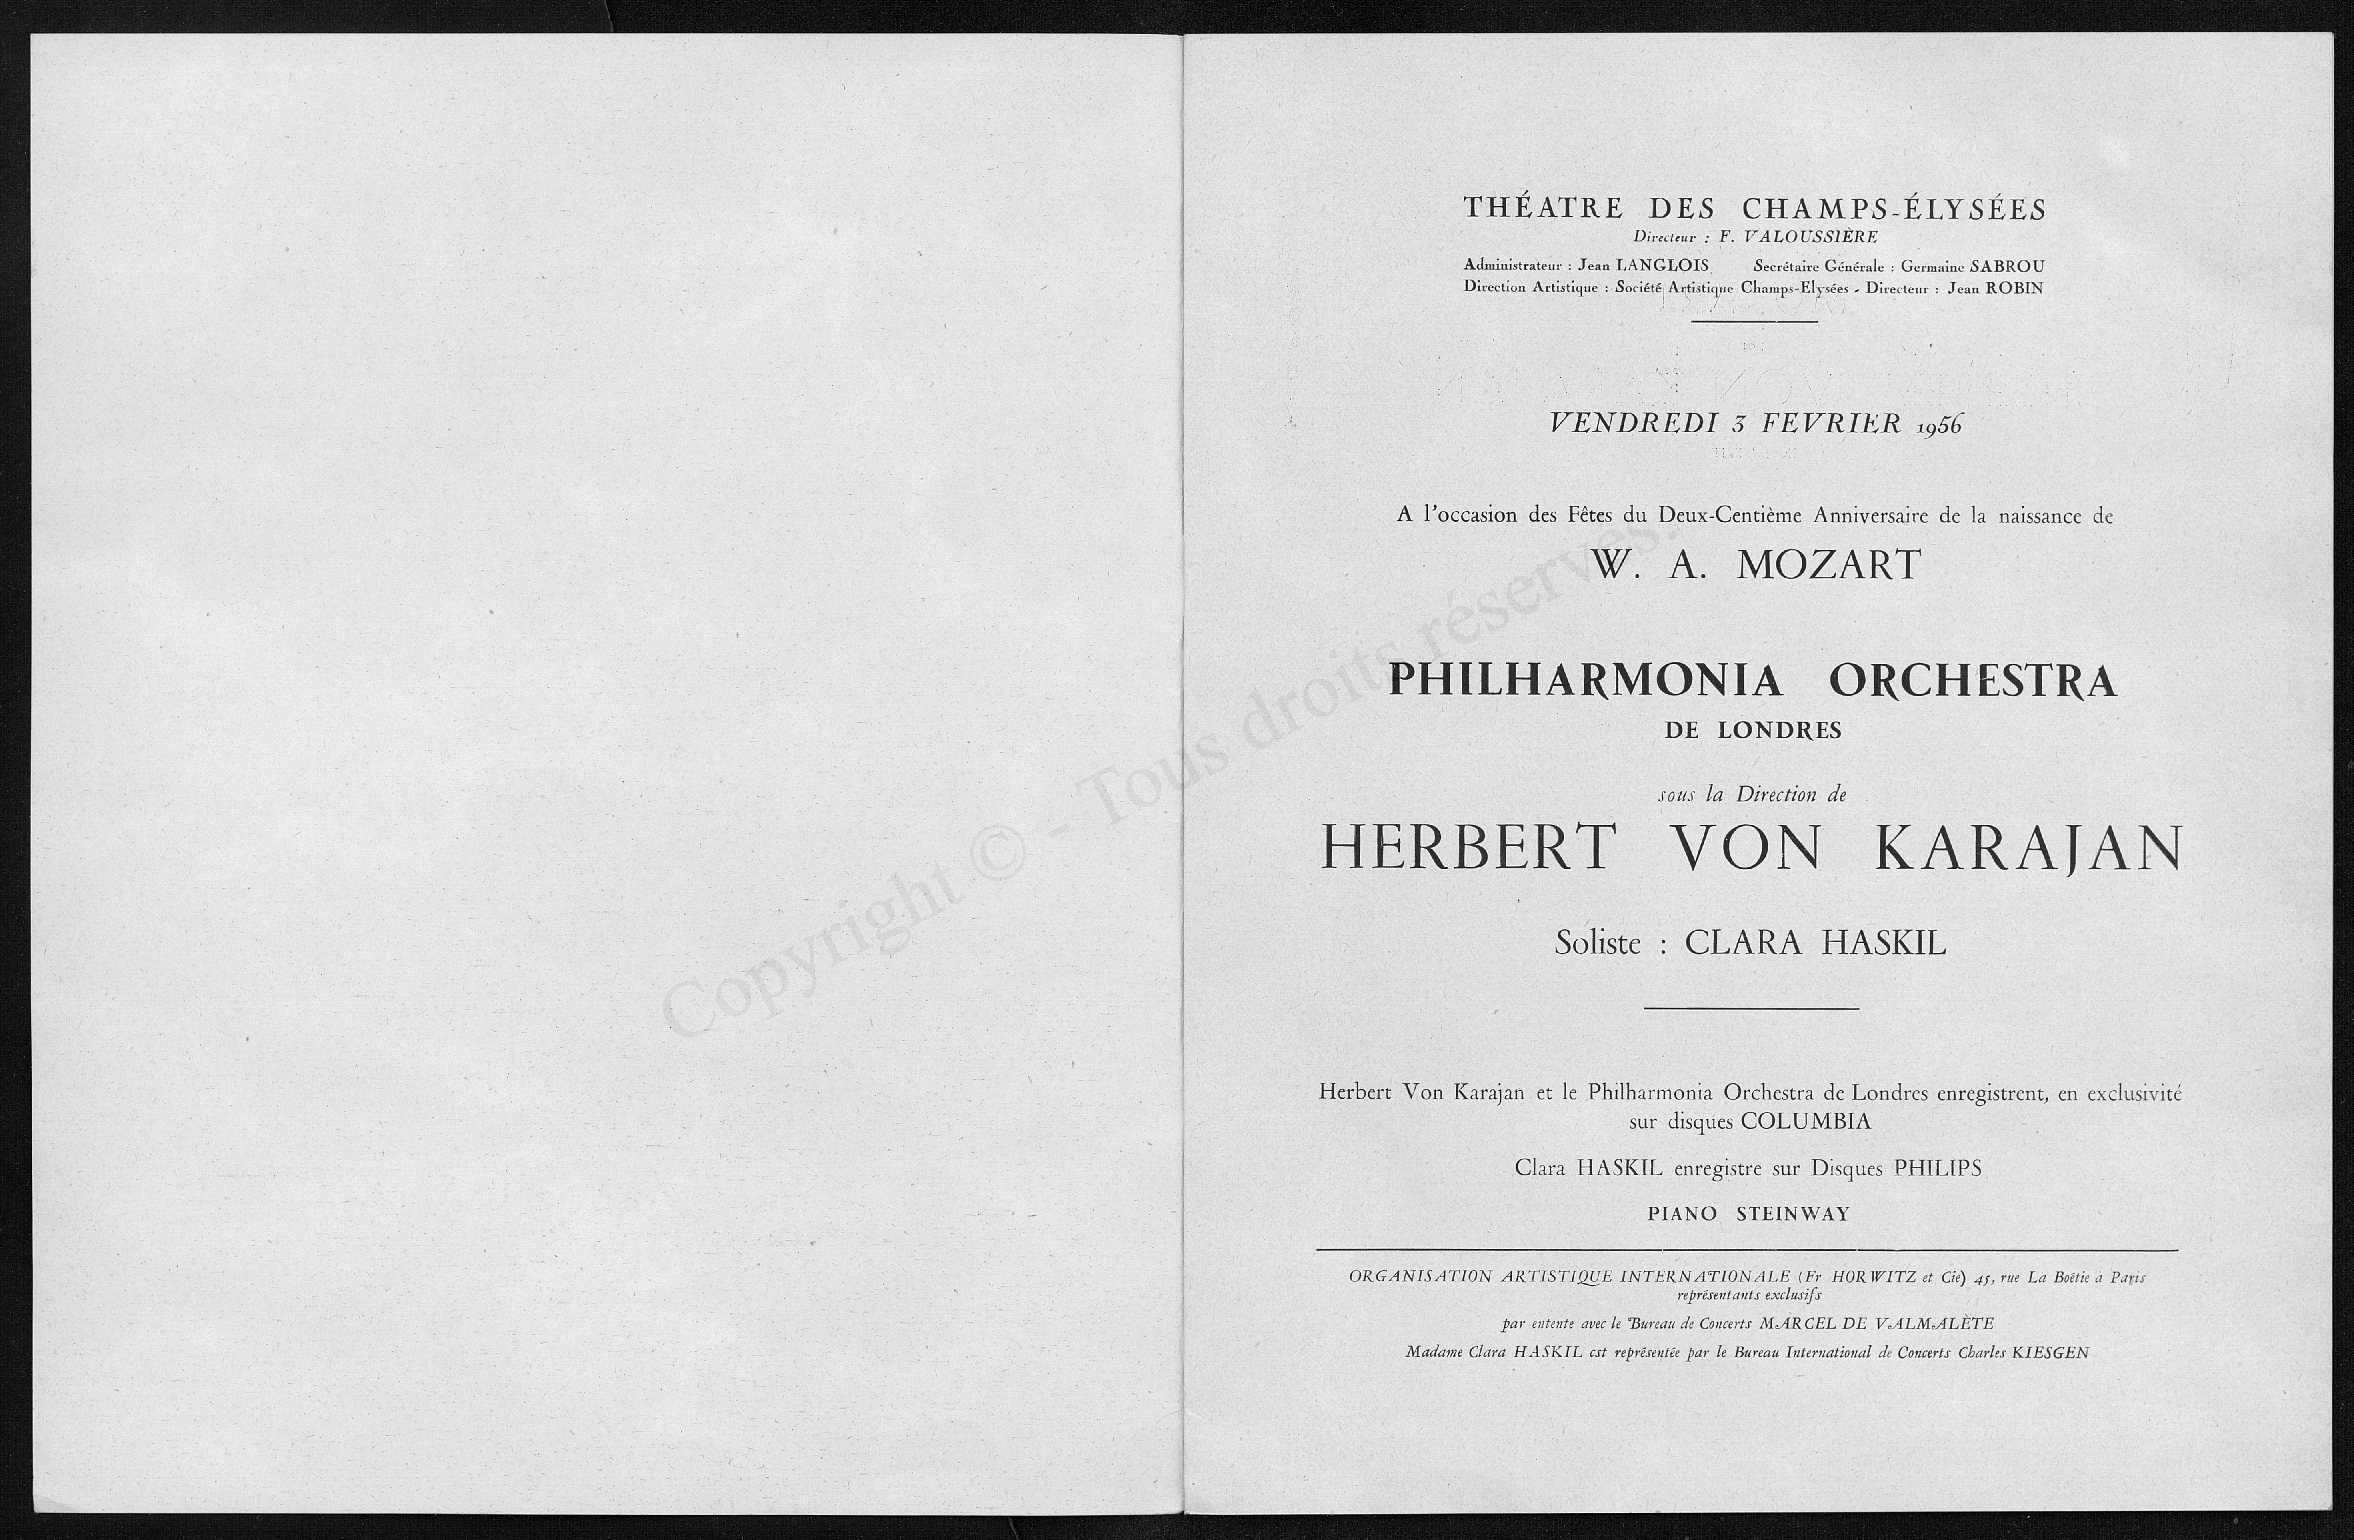 THÉATRE DES CHAMPS-ÉLYSÉES
Directeur : F. VALOUSSIÈRE
Administrateur : Jean LANGLOIS Secrétaire Générale : Germaine SABROU
Direction Artistique : Société Artistique Champs-Elysées - Directeur : Jean ROBIN
VENDREDI 3 FEVRIER 1956
A l'occasion des Fêtes du Deux-Centième Anniversaire de la naissance de
W. A. MOZART
PHILHARMONIA ORCHESTRA
DE LONDRES
sous la Direction de
HERBERT VON KARAJAN
Soliste : CLARA HASKIL
Herbert Von Karajan et le Philharmonia Orchestra de Londres enregistrent, en exclusivité
sur disques COLUMBIA
Clara HASKIL enregistre sur Disques PHILIPS
PIANO STEINWAY
ORGANISATION ARTISTIQUE INTERNATIONALE (Fr HORWITZ et Cie) 45, rue La Boëtie à Paris
représentants exclusifs
par entente avec le Bureau de Concerts MARCEL DE VALMALÈTE
Madame Clara HASKIL est représentée par le Bureau International de Concerts Charles KIESGEN
Copyright © - Tous droits réservés.